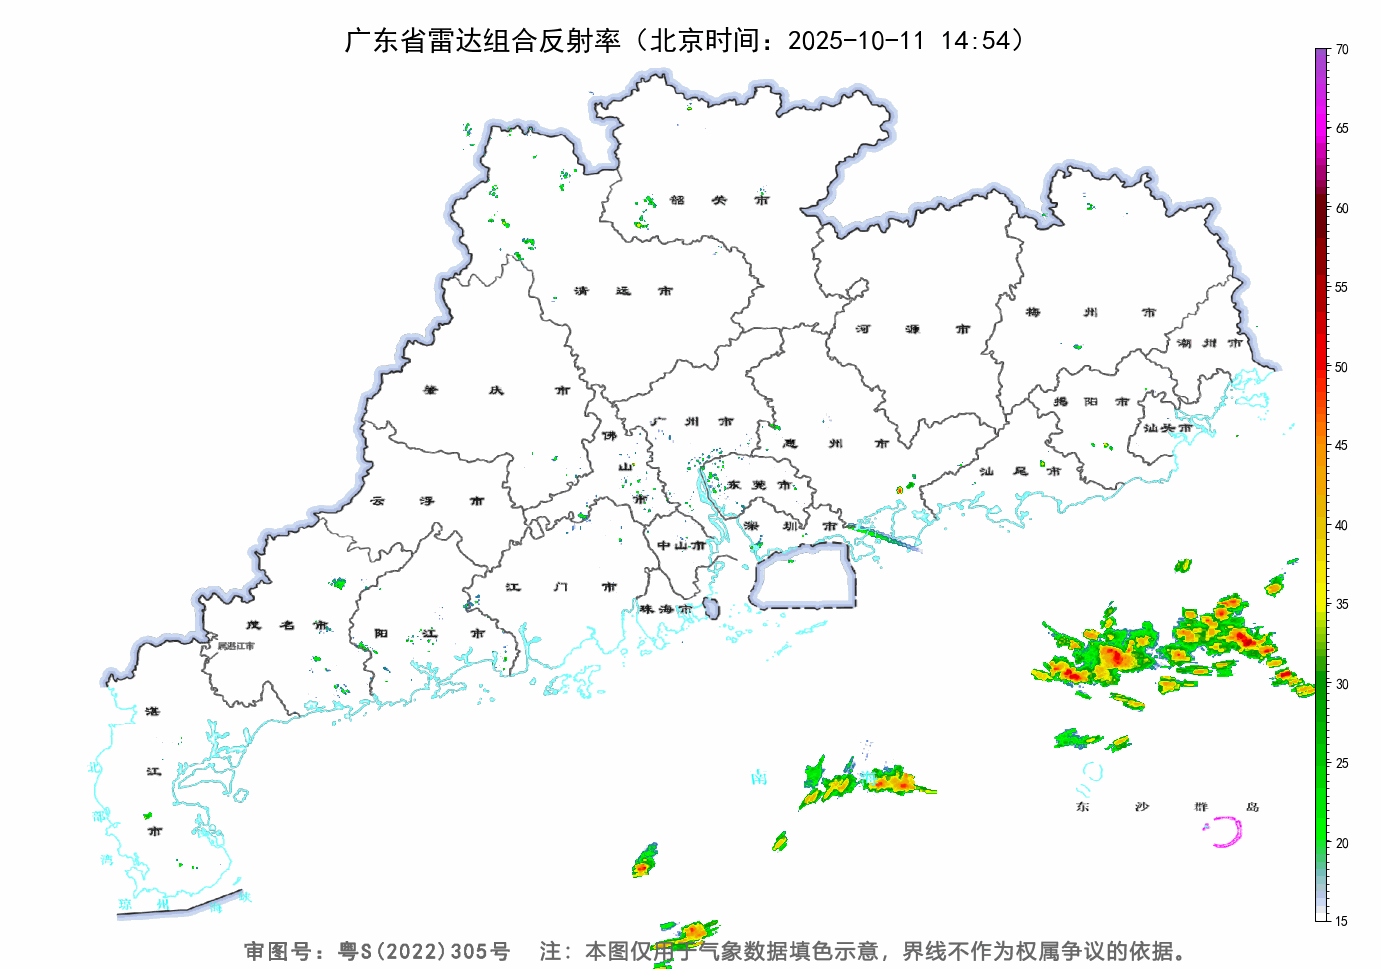 广东省雷达组合反射率（北京时间：2025-10-11 14:54）
70
65
60
55
50
45
40
35
30
25
20
15
韶关市
清远市
河源市
梅州市
潮州市
肇庆市
广州市
佛山市
惠州市
揭阳市
汕头市
汕尾市
东莞市
云浮市
深圳市
中山市
江门市
珠海市
茂名市
阳江市
属湛江市
湛江市
北部湾
琼州海峡
南海
东沙群岛
审图号：粤S(2022)305号 注：本图仅用于气象数据填色示意，界线不作为权属争议的依据。